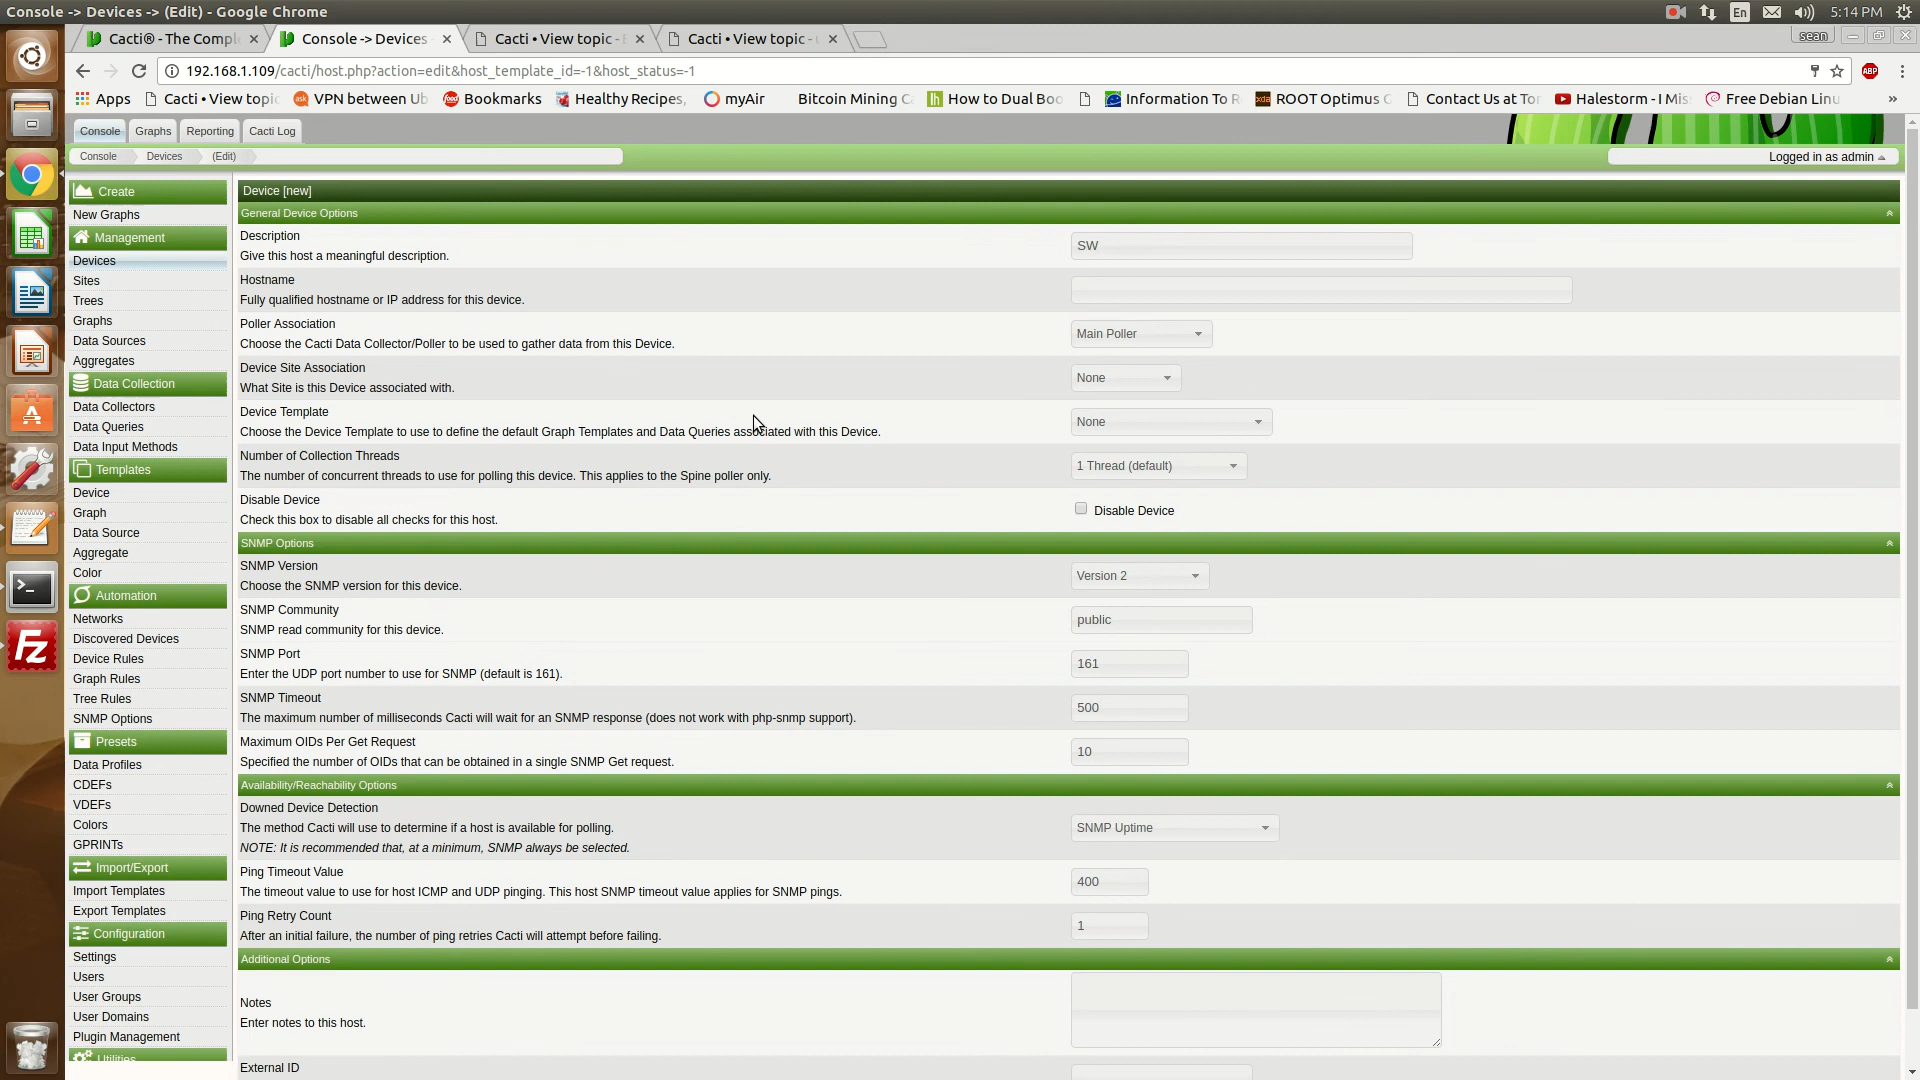 Console -> Devices -> (Edit) - Google Chrome
En
5:14 PM
Cacti® - The Comple
Console -> Devices
Cacti • View topic -
Cacti • View topic -
sean
192.168.1.109/cacti/host.php?action=edit&host_template_id=-1&host_status=-1
ABP
Apps
Cacti • View topic
VPN between Ub
Bookmarks
Healthy Recipes,
myAir
Bitcoin Mining C
How to Dual Boo
Information To R
ROOT Optimus
Contact Us at Tor
Halestorm - I Mis
Free Debian Linu
»
Console
Graphs
Reporting
Cacti Log
Console
Devices
(Edit)
Logged in as admin
Create
New Graphs
Management
Devices
Sites
Trees
Graphs
Data Sources
Aggregates
Data Collection
Data Collectors
Data Queries
Data Input Methods
Templates
Device
Graph
Data Source
Aggregate
Color
Automation
Networks
Discovered Devices
Device Rules
Graph Rules
Tree Rules
SNMP Options
Presets
Data Profiles
CDEFs
VDEFs
Colors
GPRINTs
Import/Export
Import Templates
Export Templates
Configuration
Settings
Users
User Groups
User Domains
Plugin Management
Utilities
Device [new]
General Device Options
Description
Give this host a meaningful description.
SW
Hostname
Fully qualified hostname or IP address for this device.
Poller Association
Choose the Cacti Data Collector/Poller to be used to gather data from this Device.
Main Poller
Device Site Association
What Site is this Device associated with.
None
Device Template
Choose the Device Template to use to define the default Graph Templates and Data Queries associated with this Device.
None
Number of Collection Threads
The number of concurrent threads to use for polling this device. This applies to the Spine poller only.
1 Thread (default)
Disable Device
Check this box to disable all checks for this host.
Disable Device
SNMP Options
SNMP Version
Choose the SNMP version for this device.
Version 2
SNMP Community
SNMP read community for this device.
public
SNMP Port
Enter the UDP port number to use for SNMP (default is 161).
161
SNMP Timeout
The maximum number of milliseconds Cacti will wait for an SNMP response (does not work with php-snmp support).
500
Maximum OIDs Per Get Request
Specified the number of OIDs that can be obtained in a single SNMP Get request.
10
Availability/Reachability Options
Downed Device Detection
The method Cacti will use to determine if a host is available for polling.
NOTE: It is recommended that, at a minimum, SNMP always be selected.
SNMP Uptime
Ping Timeout Value
The timeout value to use for host ICMP and UDP pinging. This host SNMP timeout value applies for SNMP pings.
400
Ping Retry Count
After an initial failure, the number of ping retries Cacti will attempt before failing.
1
Additional Options
Notes
Enter notes to this host.
External ID